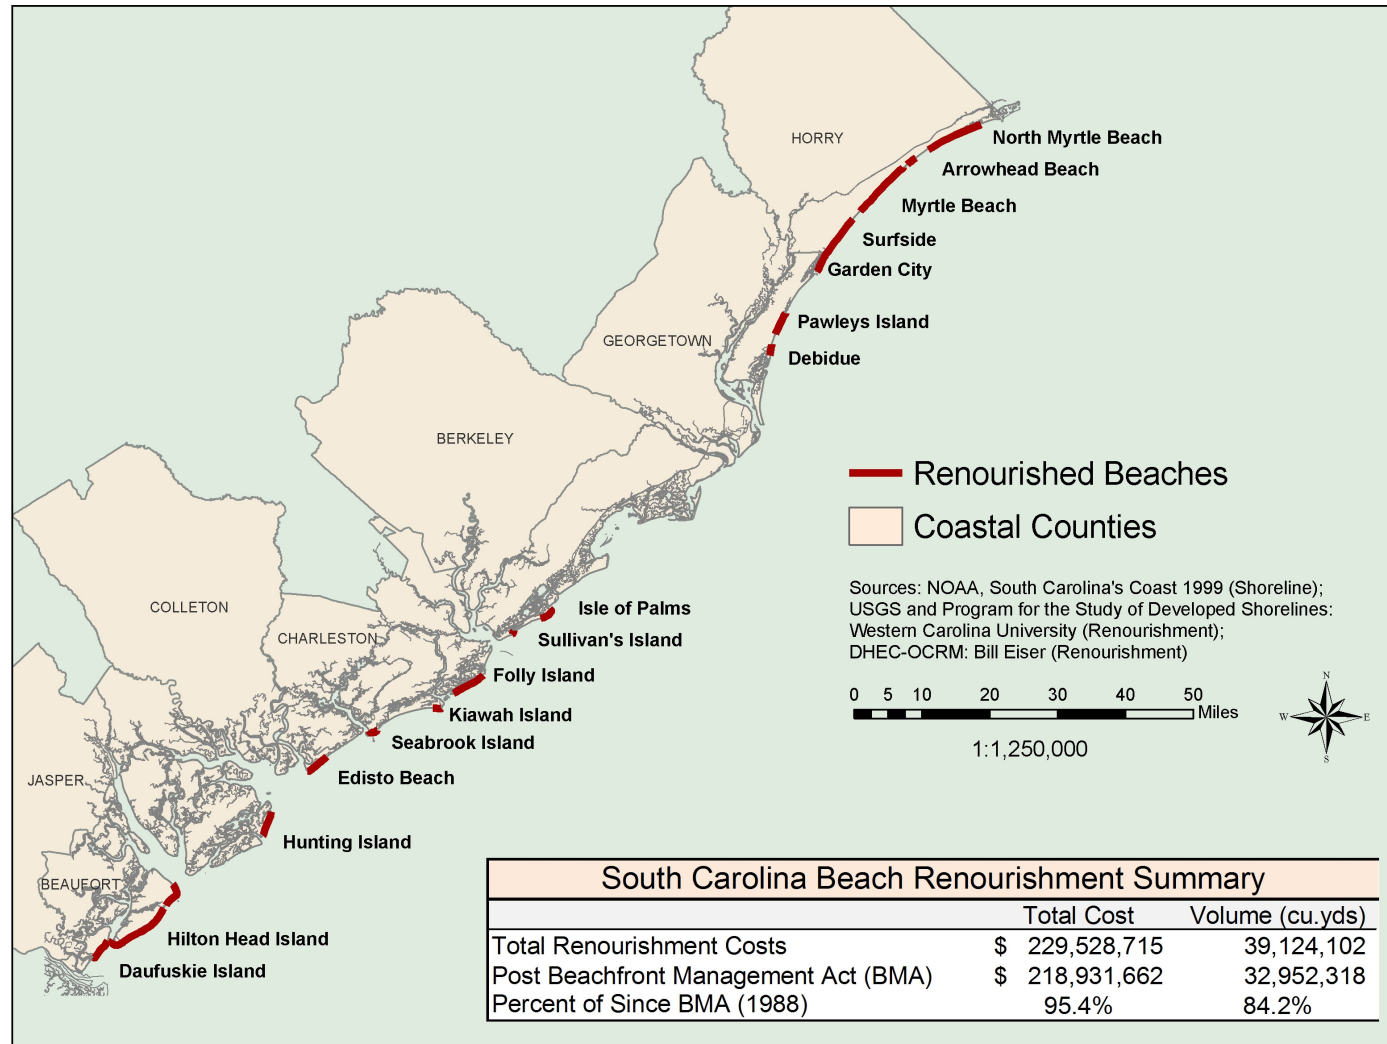 HORRY
North Myrtle Beach
Arrowhead Beach
Myrtle Beach
Surfside
Garden City
Pawleys Island
GEORGETOWN
Debidue
BERKELEY
Renourished Beaches
Coastal Counties
Sources: NOAA, South Carolina's Coast 1999 (Shoreline);
USGS and Program for the Study of Developed Shorelines:
Western Carolina University (Renourishment);
DHEC-OCRM: Bill Eiser (Renourishment)
0 5 10 20 30 40 50
Miles
1:1,250,000
N
W E
S
COLLETON
CHARLESTON
Isle of Palms
Sullivan's Island
Folly Island
Kiawah Island
Seabrook Island
Edisto Beach
JASPER
Hunting Island
BEAUFORT
Hilton Head Island
Daufuskie Island
South Carolina Beach Renourishment Summary
Total Cost Volume (cu.yds)
Total Renourishment Costs $ 229,528,715 39,124,102
Post Beachfront Management Act (BMA) $ 218,931,662 32,952,318
Percent of Since BMA (1988) 95.4% 84.2%